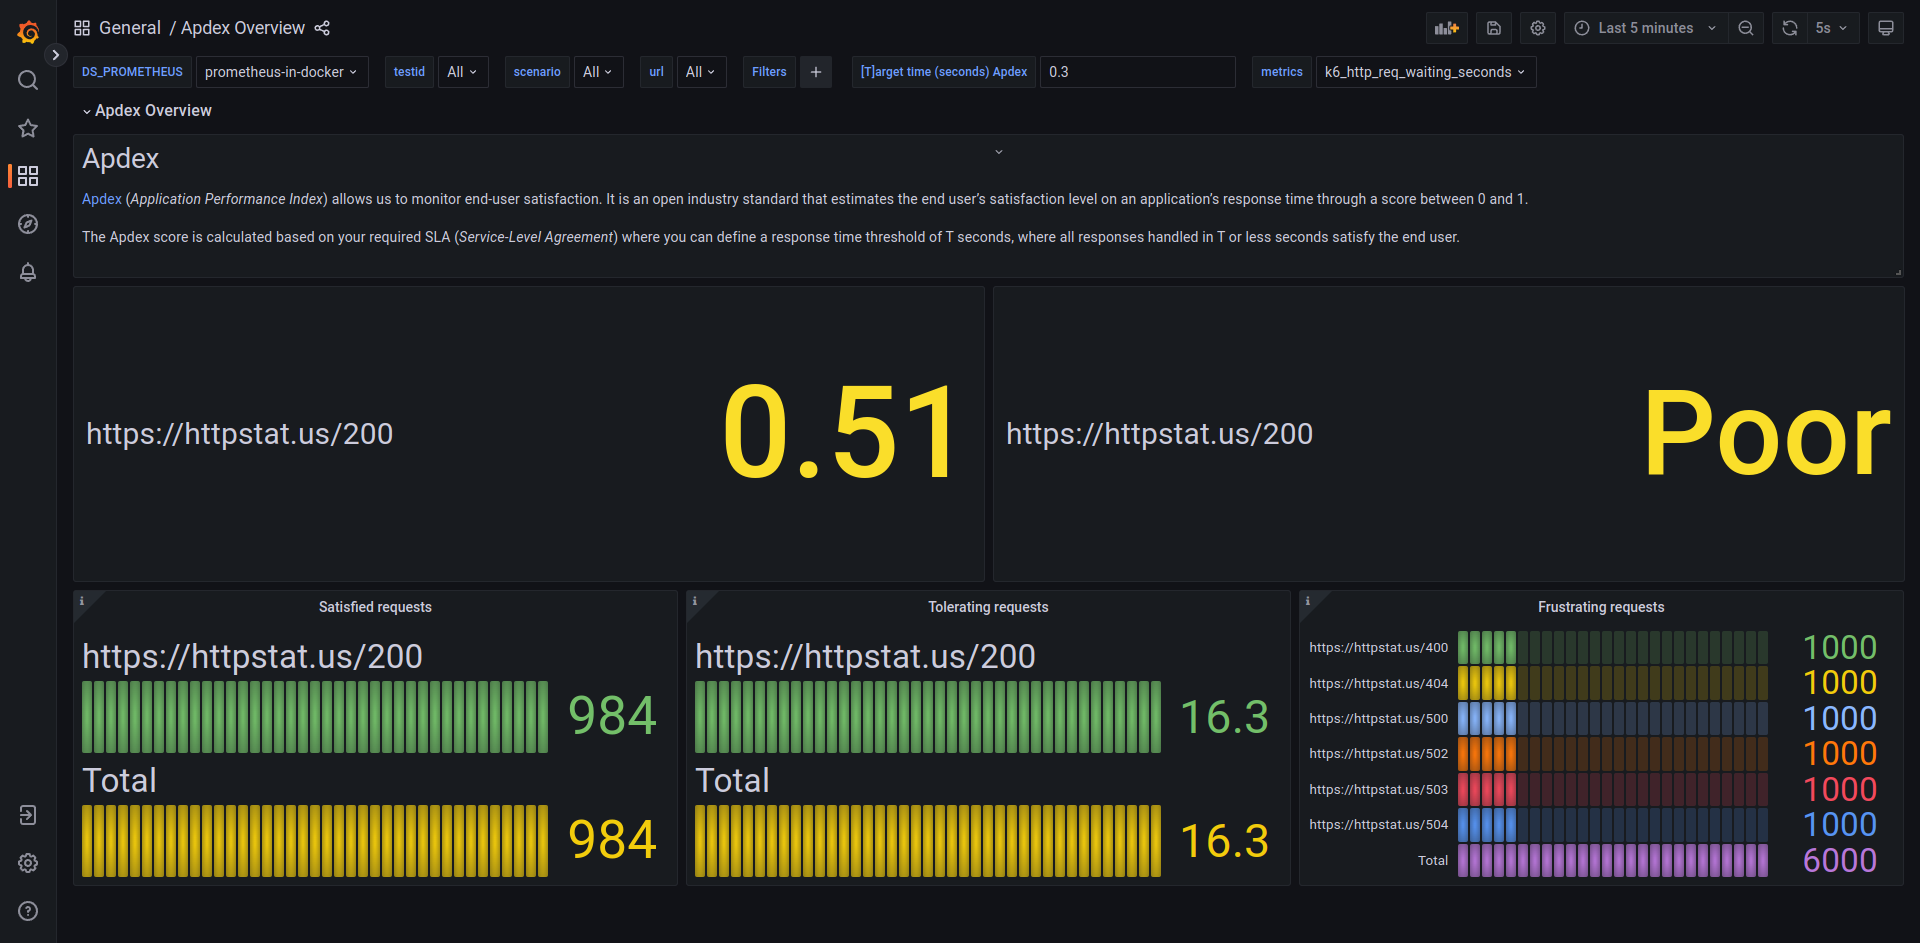 General / Apdex Overview
Last 5 minutes
5s
DS_PROMETHEUS prometheus-in-docker testid All scenario All url All Filters + [T]arget time (seconds) Apdex 0.3 metrics k6_http_req_waiting_seconds
Apdex Overview
Apdex
Apdex (Application Performance Index) allows us to monitor end-user satisfaction. It is an open industry standard that estimates the end user's satisfaction level on an application's response time through a score between 0 and 1.
The Apdex score is calculated based on your required SLA (Service-Level Agreement) where you can define a response time threshold of T seconds, where all responses handled in T or less seconds satisfy the end user.
https://httpstat.us/200 0.51
https://httpstat.us/200 Poor
Satisfied requests
https://httpstat.us/200
984
Total
984
Tolerating requests
https://httpstat.us/200
16.3
Total
16.3
Frustrating requests
https://httpstat.us/400 1000
https://httpstat.us/404 1000
https://httpstat.us/500 1000
https://httpstat.us/502 1000
https://httpstat.us/503 1000
https://httpstat.us/504 1000
Total 6000